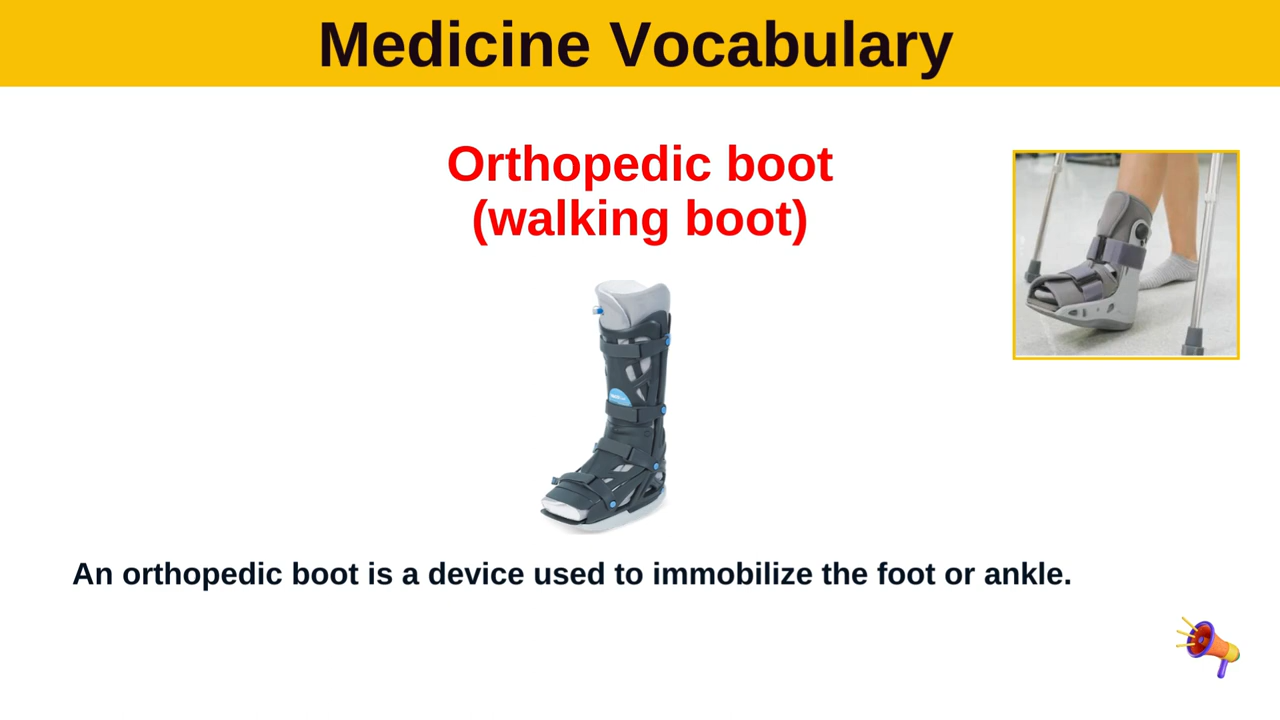 Medicine Vocabulary
Orthopedic boot
(walking boot)
An orthopedic boot is a device used to immobilize the foot or ankle.